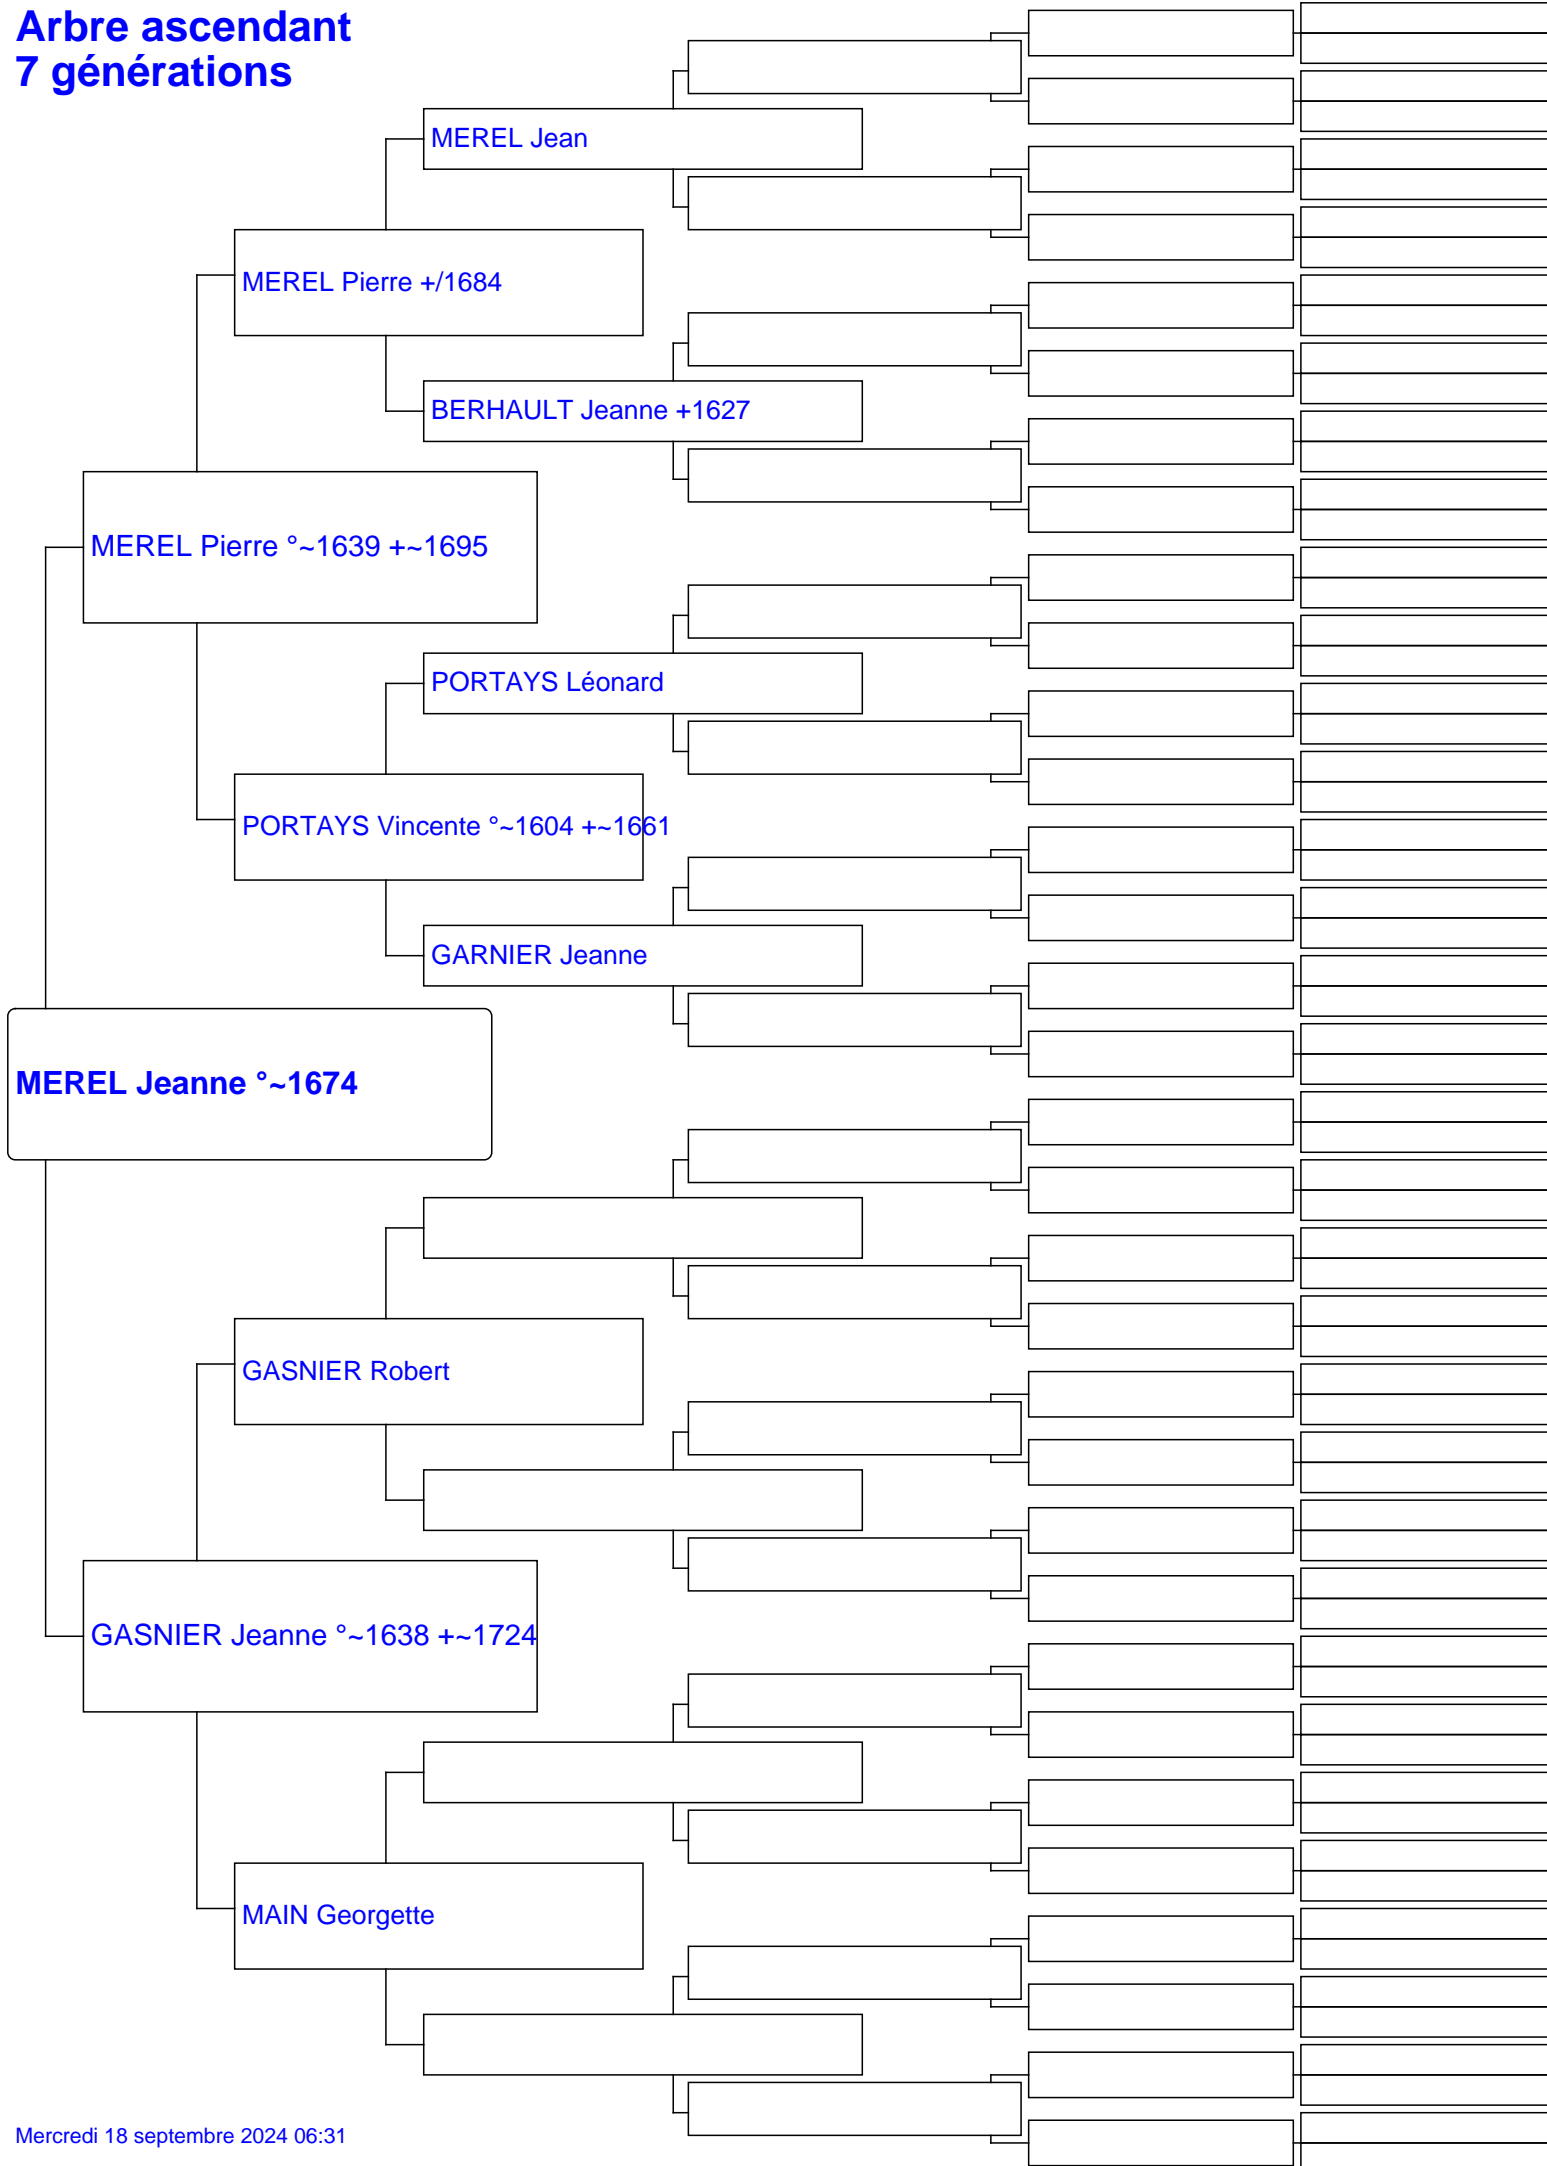 Arbre ascendant
7 générations
MEREL Jean
MEREL Pierre +/1684
BERHAULT Jeanne +1627
MEREL Pierre °~1639 +~1695
PORTAYS Léonard
PORTAYS Vincente °~1604 +~1661
GARNIER Jeanne
MEREL Jeanne °~1674
GASNIER Robert
GASNIER Jeanne °~1638 +~1724
MAIN Georgette
Mercredi 18 septembre 2024 06:31